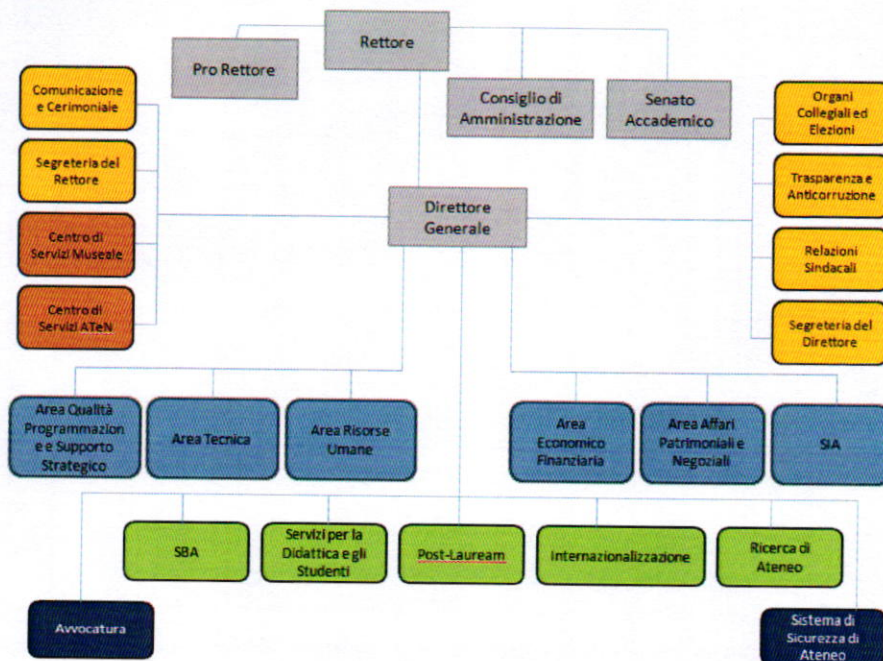 Rettore
Pro Rettore
Consiglio di
Amministrazione
Senato
Accademico
Comunicazione
e Cerimoniale
Segreteria del
Rettore
Centro di
Servizi Museale
Centro di
Servizi ATeN
Direttore
Generale
Organi
Collegiali ed
Elezioni
Trasparenza e
Anticorruzione
Relazioni
Sindacali
Segreteria del
Direttore
Area Qualità
Programmazion
e e Supporto
Strategico
Area Tecnica
Area Risorse
Umane
Area
Economico
Finanziaria
Area Affari
Patrimoniali e
Negoziali
SIA
SBA
Servizi per la
Didattica e gli
Studenti
Post-Lauream
Internazionalizzazione
Ricerca di
Ateneo
Avvocatura
Sistema di
Sicurezza di
Ateneo